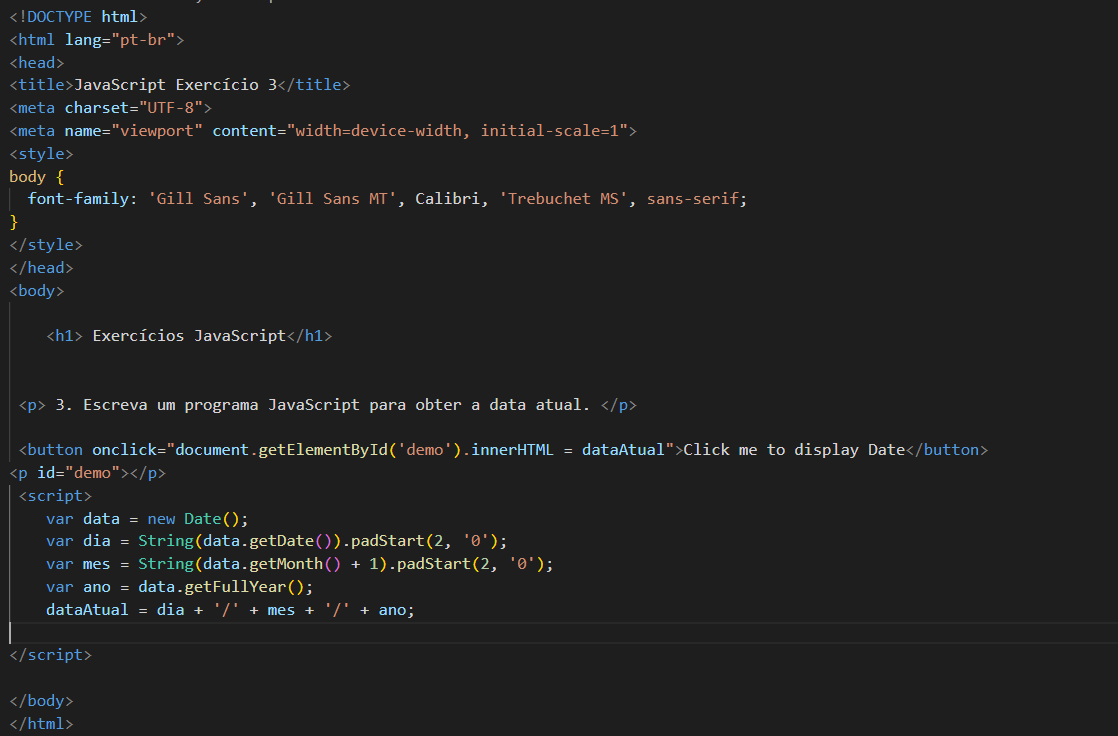 <!DOCTYPE html>
<html lang="pt-br">
<head>
<title>JavaScript Exercício 3</title>
<meta charset="UTF-8">
<meta name="viewport" content="width=device-width, initial-scale=1">
<style>
body {
  font-family: 'Gill Sans', 'Gill Sans MT', Calibri, 'Trebuchet MS', sans-serif;
}
</style>
</head>
<body>
    <h1> Exercícios JavaScript</h1>
 <p> 3. Escreva um programa JavaScript para obter a data atual. </p>
 <button onclick="document.getElementById('demo').innerHTML = dataAtual">Click me to display Date</button>
<p id="demo"></p>
 <script>
    var data = new Date();
    var dia = String(data.getDate()).padStart(2, '0');
    var mes = String(data.getMonth() + 1).padStart(2, '0');
    var ano = data.getFullYear();
    dataAtual = dia + '/' + mes + '/' + ano;
</script>
</body>
</html>